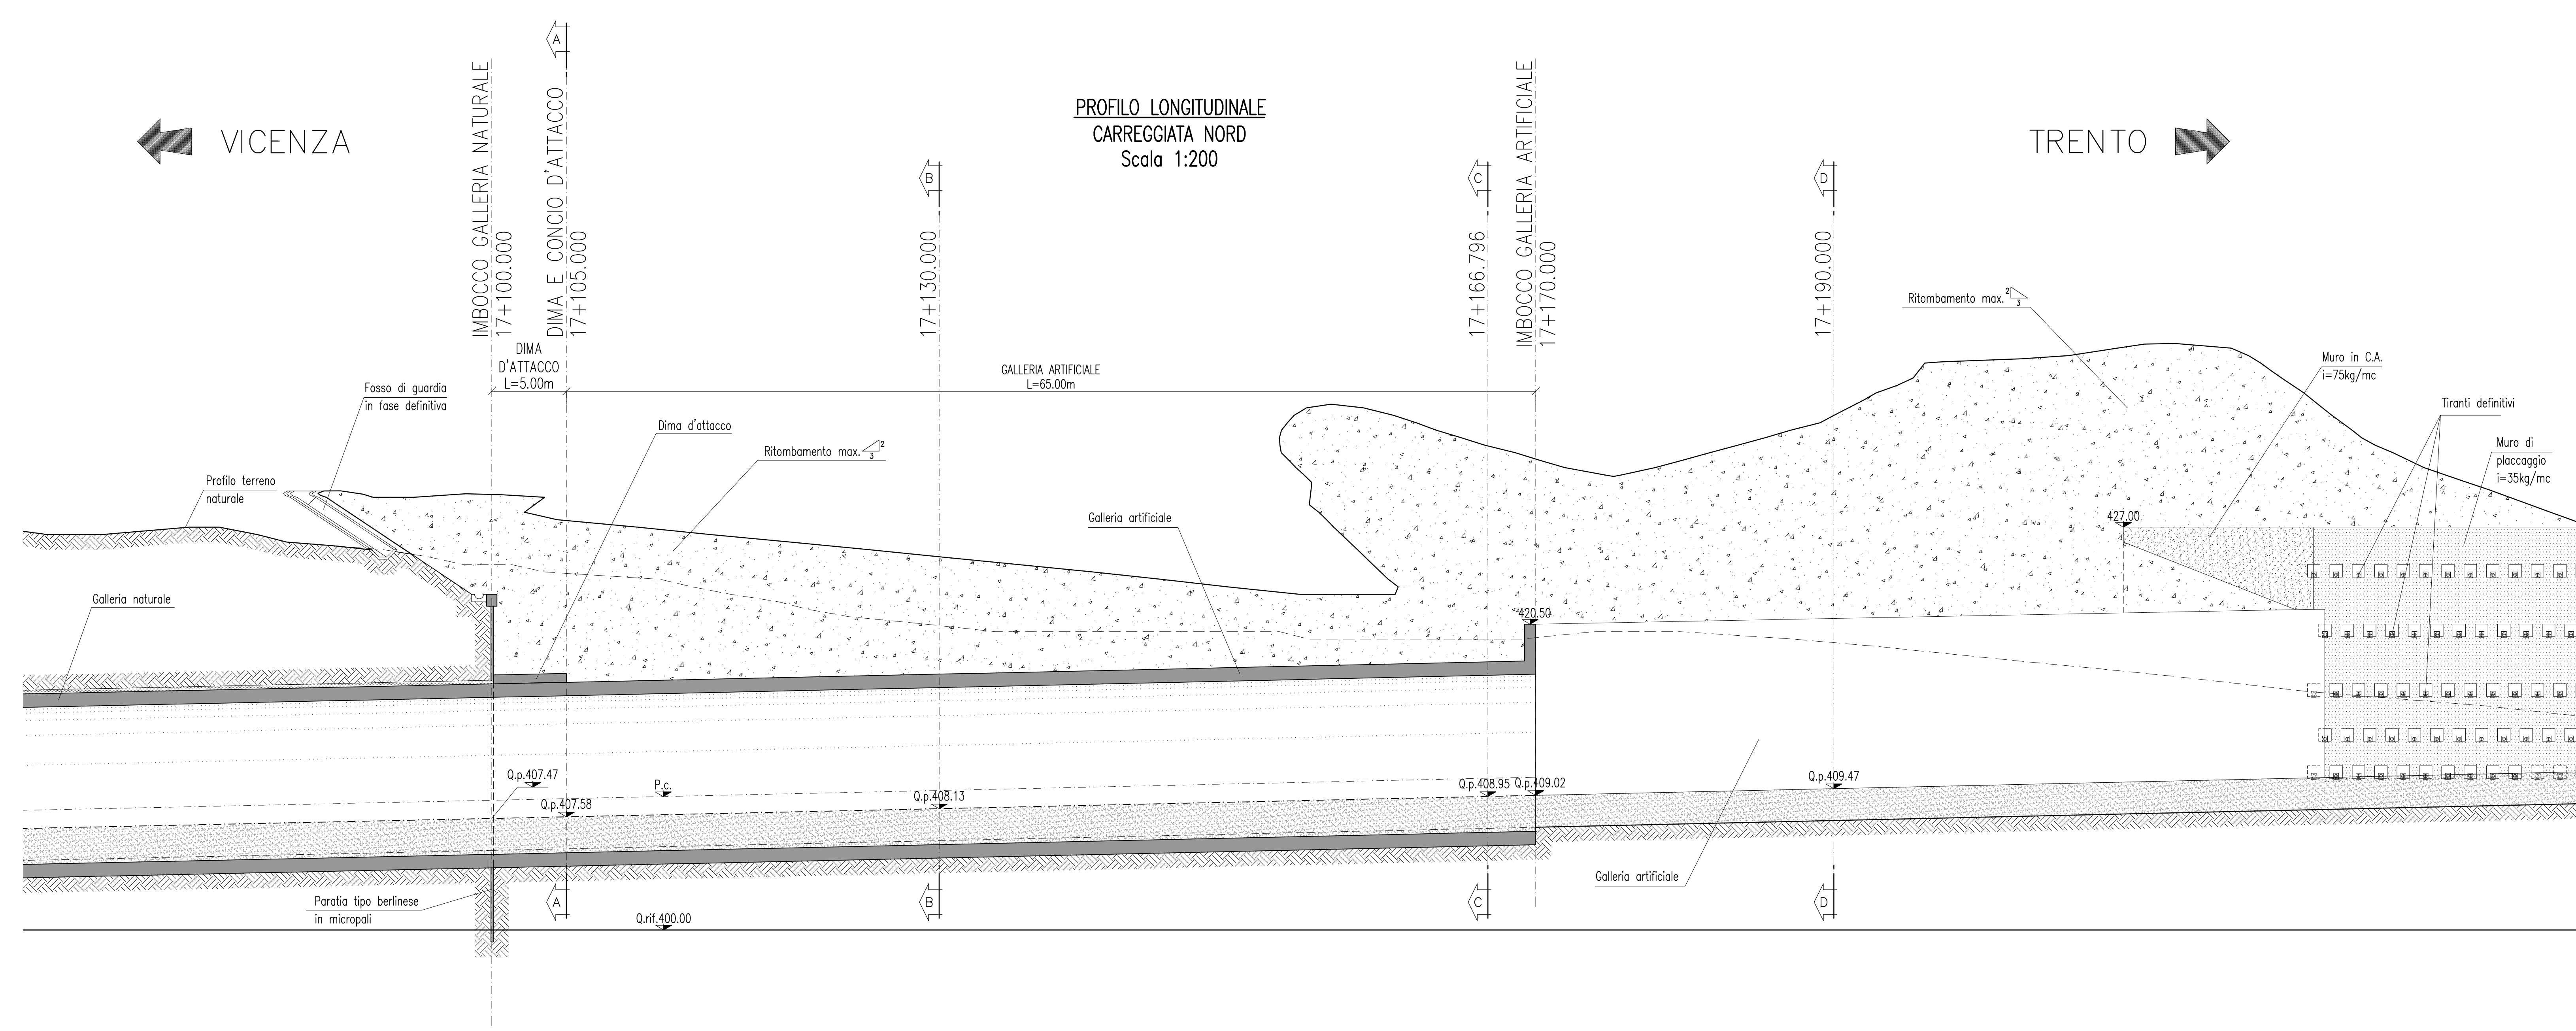 PROFILO LONGITUDINALE
CARREGGIATA NORD
Scala 1:200
VICENZA
TRENTO
A
IMBOCCO GALLERIA NATURALE
17+100.000
DIMA E CONCIO D'ATTACCO
17+105.000
B
17+130.000
C
17+166.796
IMBOCCO GALLERIA ARTIFICIALE
17+170.000
D
17+190.000
DIMA
D'ATTACCO
L=5.00m
GALLERIA ARTIFICIALE
L=65.00m
Ritombamento max. 2
3
Muro in C.A.
i=75kg/mc
Tiranti definitivi
Muro di
placcaggio
i=35kg/mc
Fosso di guardia
in fase definitiva
Dima d'attacco
Ritombamento max. 2
3
Profilo terreno
naturale
Galleria artificiale
427.00
Galleria naturale
420.50
Q.p.407.47
P.c.
Q.p.407.58
Q.p.408.13
Q.p.408.95
Q.p.409.02
Q.p.409.47
Galleria artificiale
Paratia tipo berlinese
in micropali
A
B
C
D
Q.rif.400.00